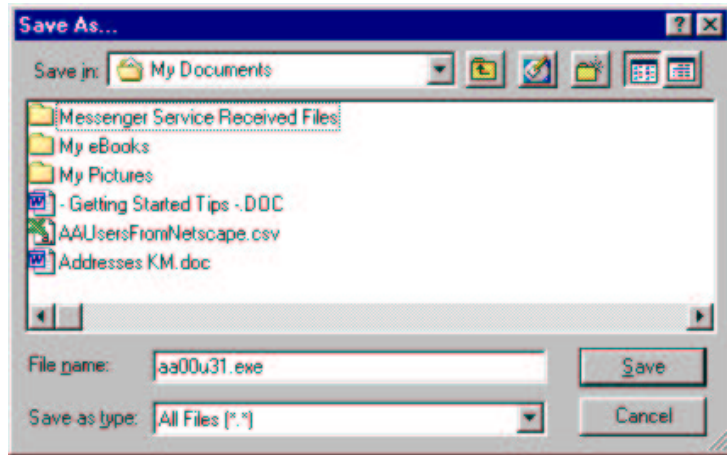 Save As...
Save in: My Documents
Messenger Service Received Files
My eBooks
My Pictures
- Getting Started Tips -.DOC
AAUsersFromNetscape.csv
Addresses KM.doc
File name: aa00u31.exe Save
Save as type: All Files (*.*) Cancel